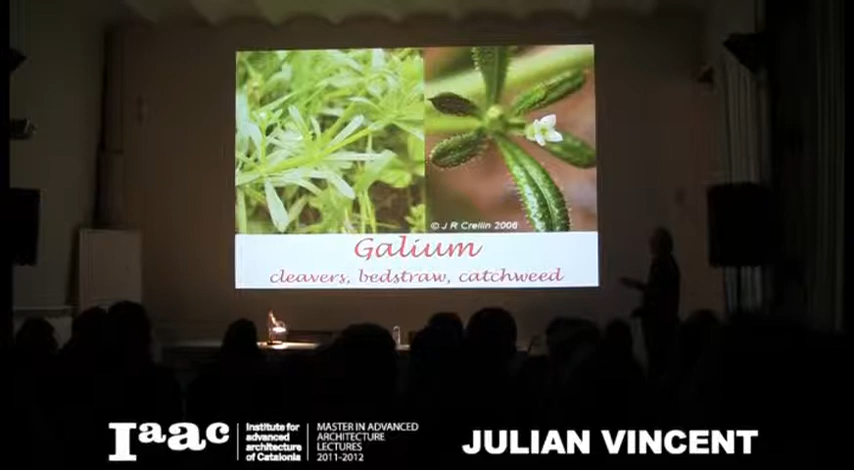 © J R Crellin 2006
Galium
cleavers, bedstraw, catchweed
Iaac
Institute for
advanced
architecture
of Catalonia
MASTER IN ADVANCED
ARCHITECTURE
LECTURES
2011-2012
JULIAN VINCENT